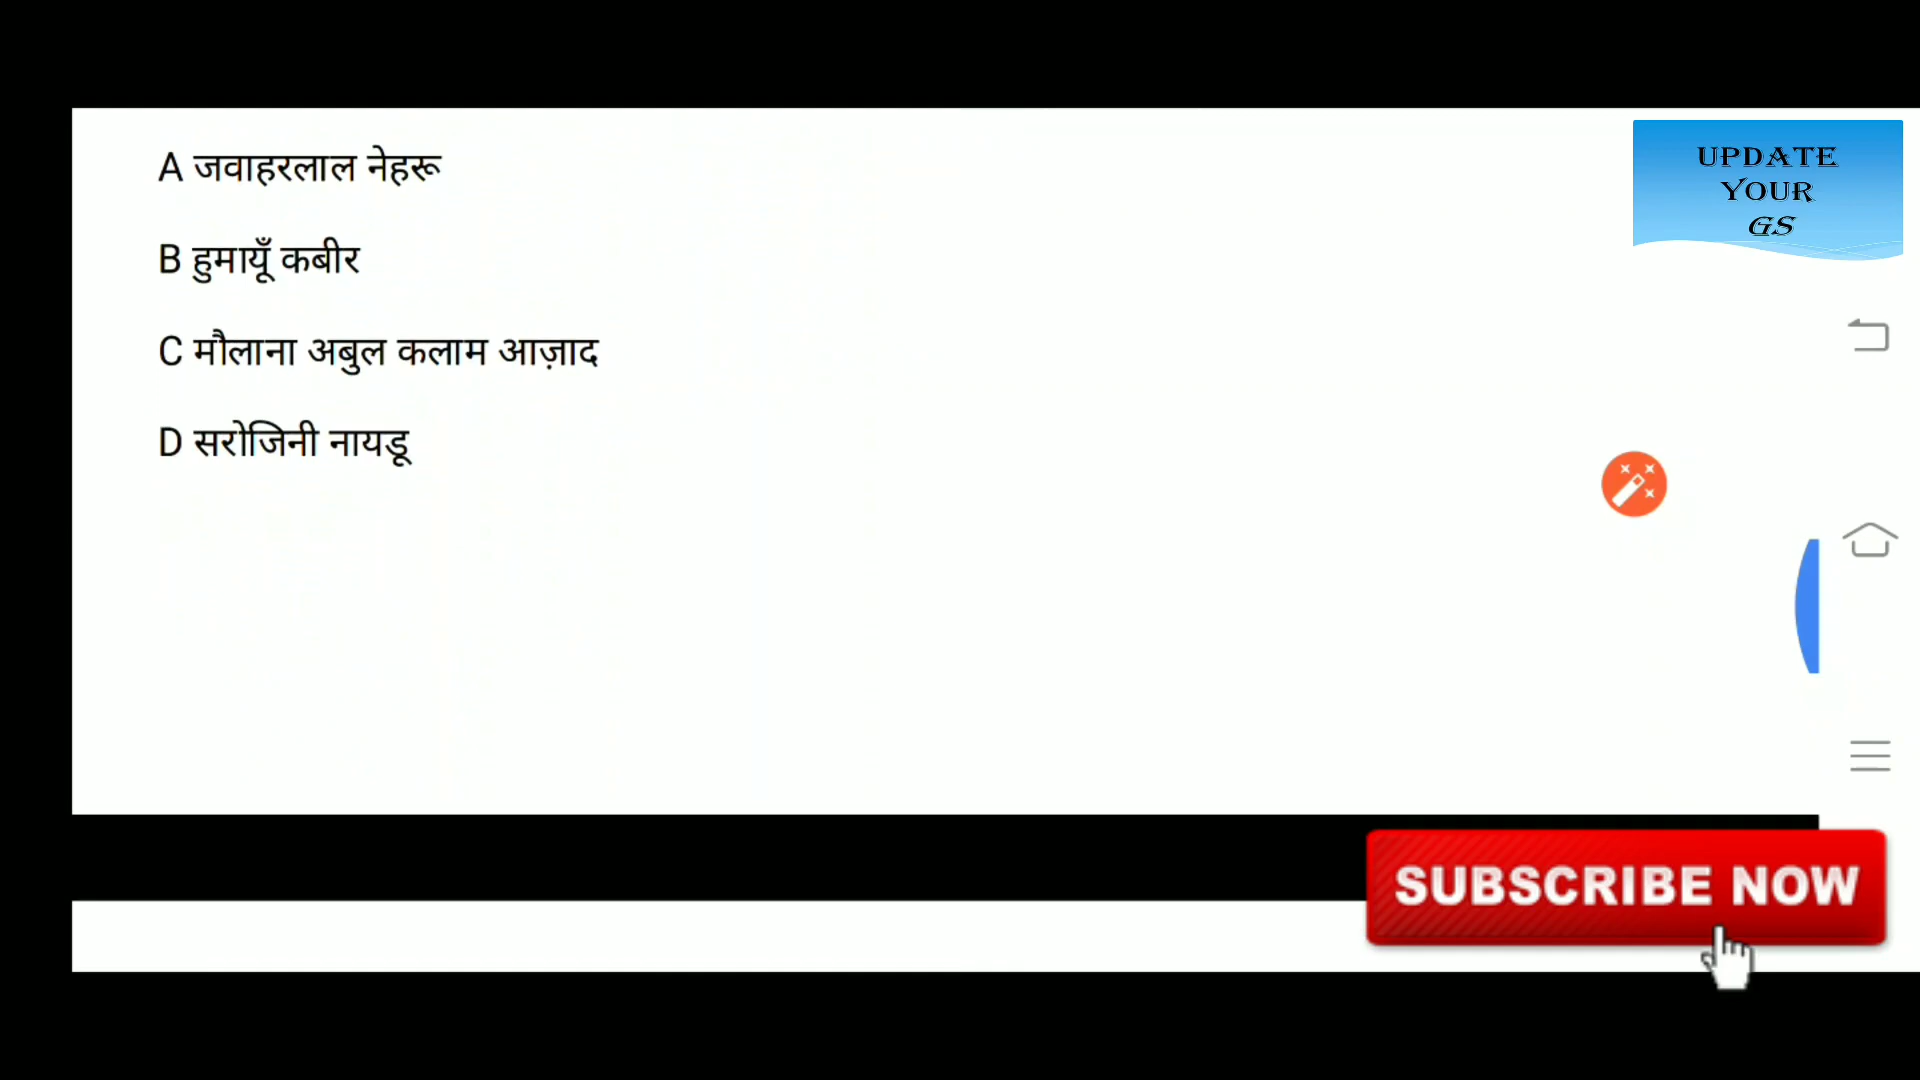 A जवाहरलाल नेहरू
B हुमायूँ कबीर
C मौलाना अबुल कलाम आज़ाद
D सरोजिनी नायडू
UPDATE
YOUR
GS
SUBSCRIBE NOW